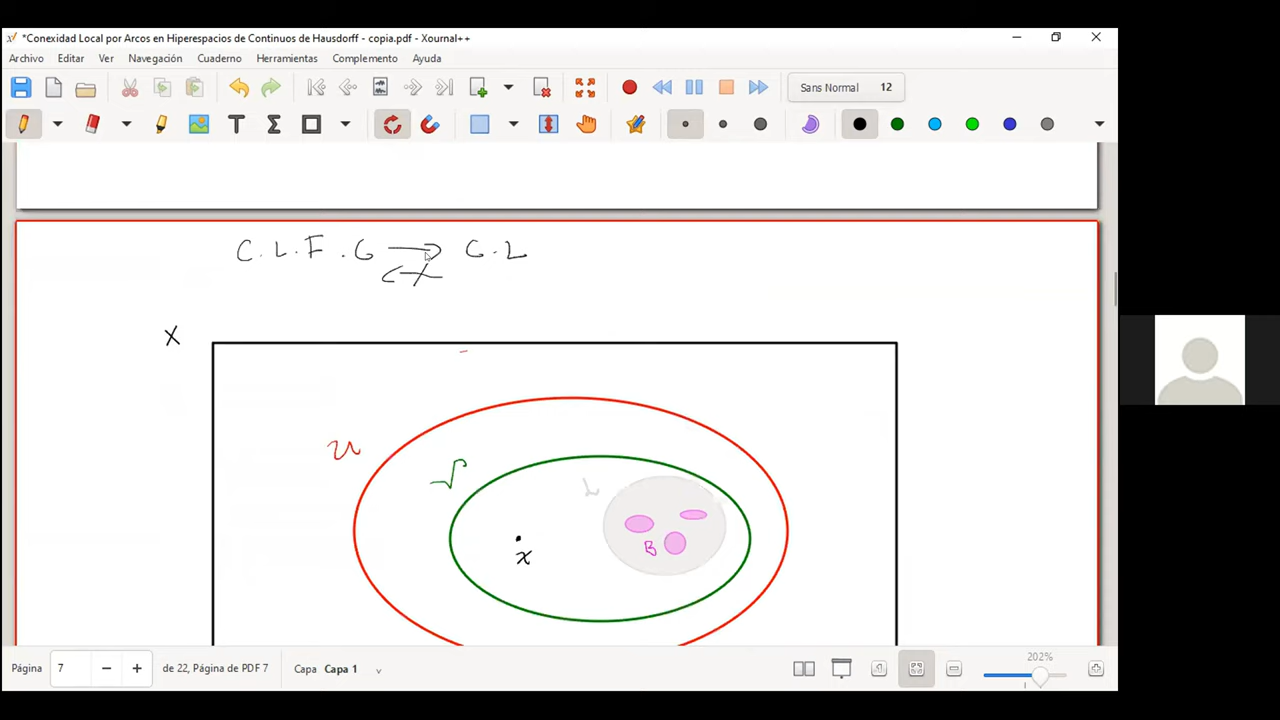 *Conexidad Local por Arcos en Hiperespacios de Continuos de Hausdorff - copia.pdf - Xournal++
Archivo Editar Ver Navegación Cuaderno Herramientas Complemento Ayuda
Sans Normal 12
C.L.F.C → C.L
X
U
V
L
B
x
Página 7 de 22, Página de PDF 7 Capa Capa 1 202%